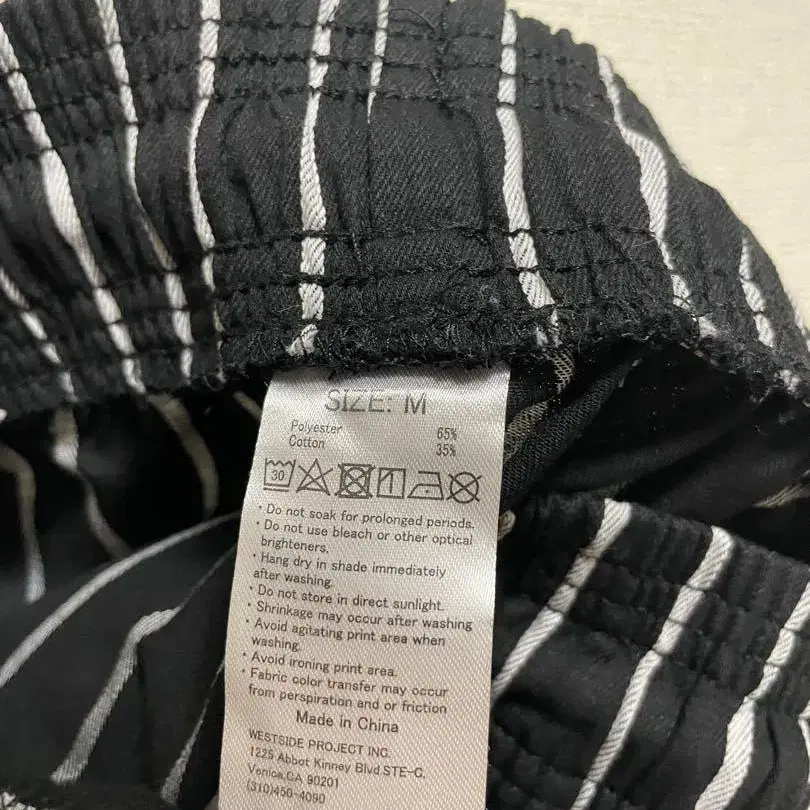 SIZE: M
Polyester 65%
Cotton 35%
30
• Do not soak for prolonged periods.
• Do not use bleach or other optical
brighteners.
• Hang dry in shade immediately
after washing.
• Do not store in direct sunlight.
• Shrinkage may occur after washing
• Avoid agitating print area when
washing.
• Avoid ironing print area.
• Fabric color transfer may occur
from perspiration and or friction
Made in China
WESTSIDE PROJECT INC.
1225 Abbot Kinney Blvd.STE-C,
Venice,CA 90201
(310)450-4090